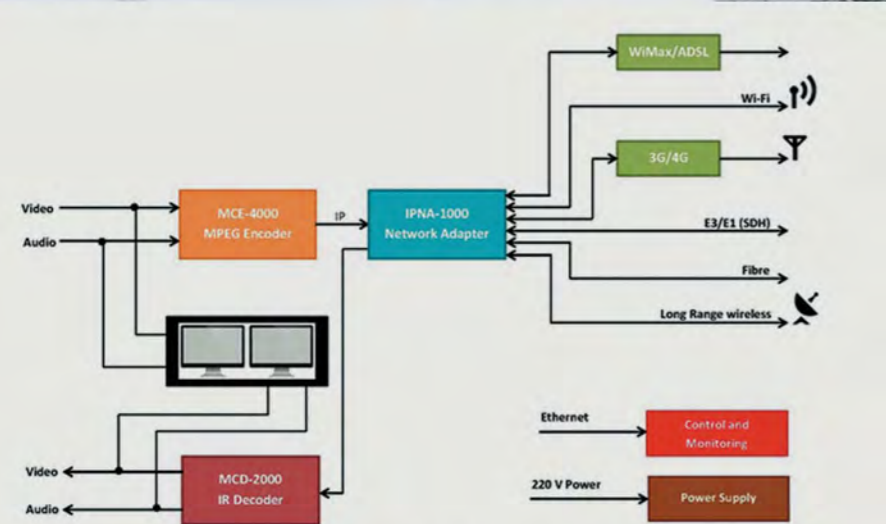 WiMax/ADSL
Wi-Fi
3G/4G
Video
MCE-4000
MPEG Encoder
IP
IPNA-1000
Network Adapter
Audio
E3/E1 (SDH)
Fibre
Long Range wireless
Ethernet
Control and
Monitoring
Video
MCD-2000
IR Decoder
220 V Power
Power Supply
Audio